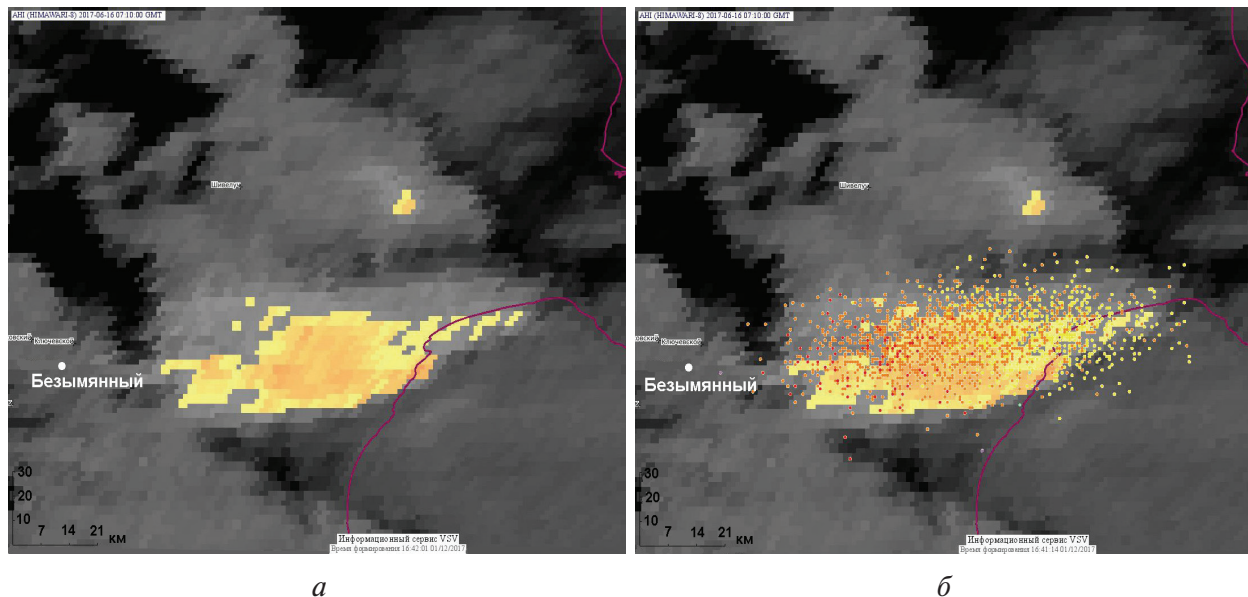 AHI (HIMAWARI-8) 2017-06-16 07:10:00 GMT
Шивелуч
Ключевской
Безымянный
30
20
10
7 14 21 КМ
Информационный сервис VSV
Время формирования 16:42:01 01/12/2017
а
AHI (HIMAWARI-8) 2017-06-16 07:10:00 GMT
Шивелуч
Ключевской
Безымянный
30
20
10
7 14 21 КМ
Информационный сервис VSV
Время формирования 16:41:14 01/12/2017
б